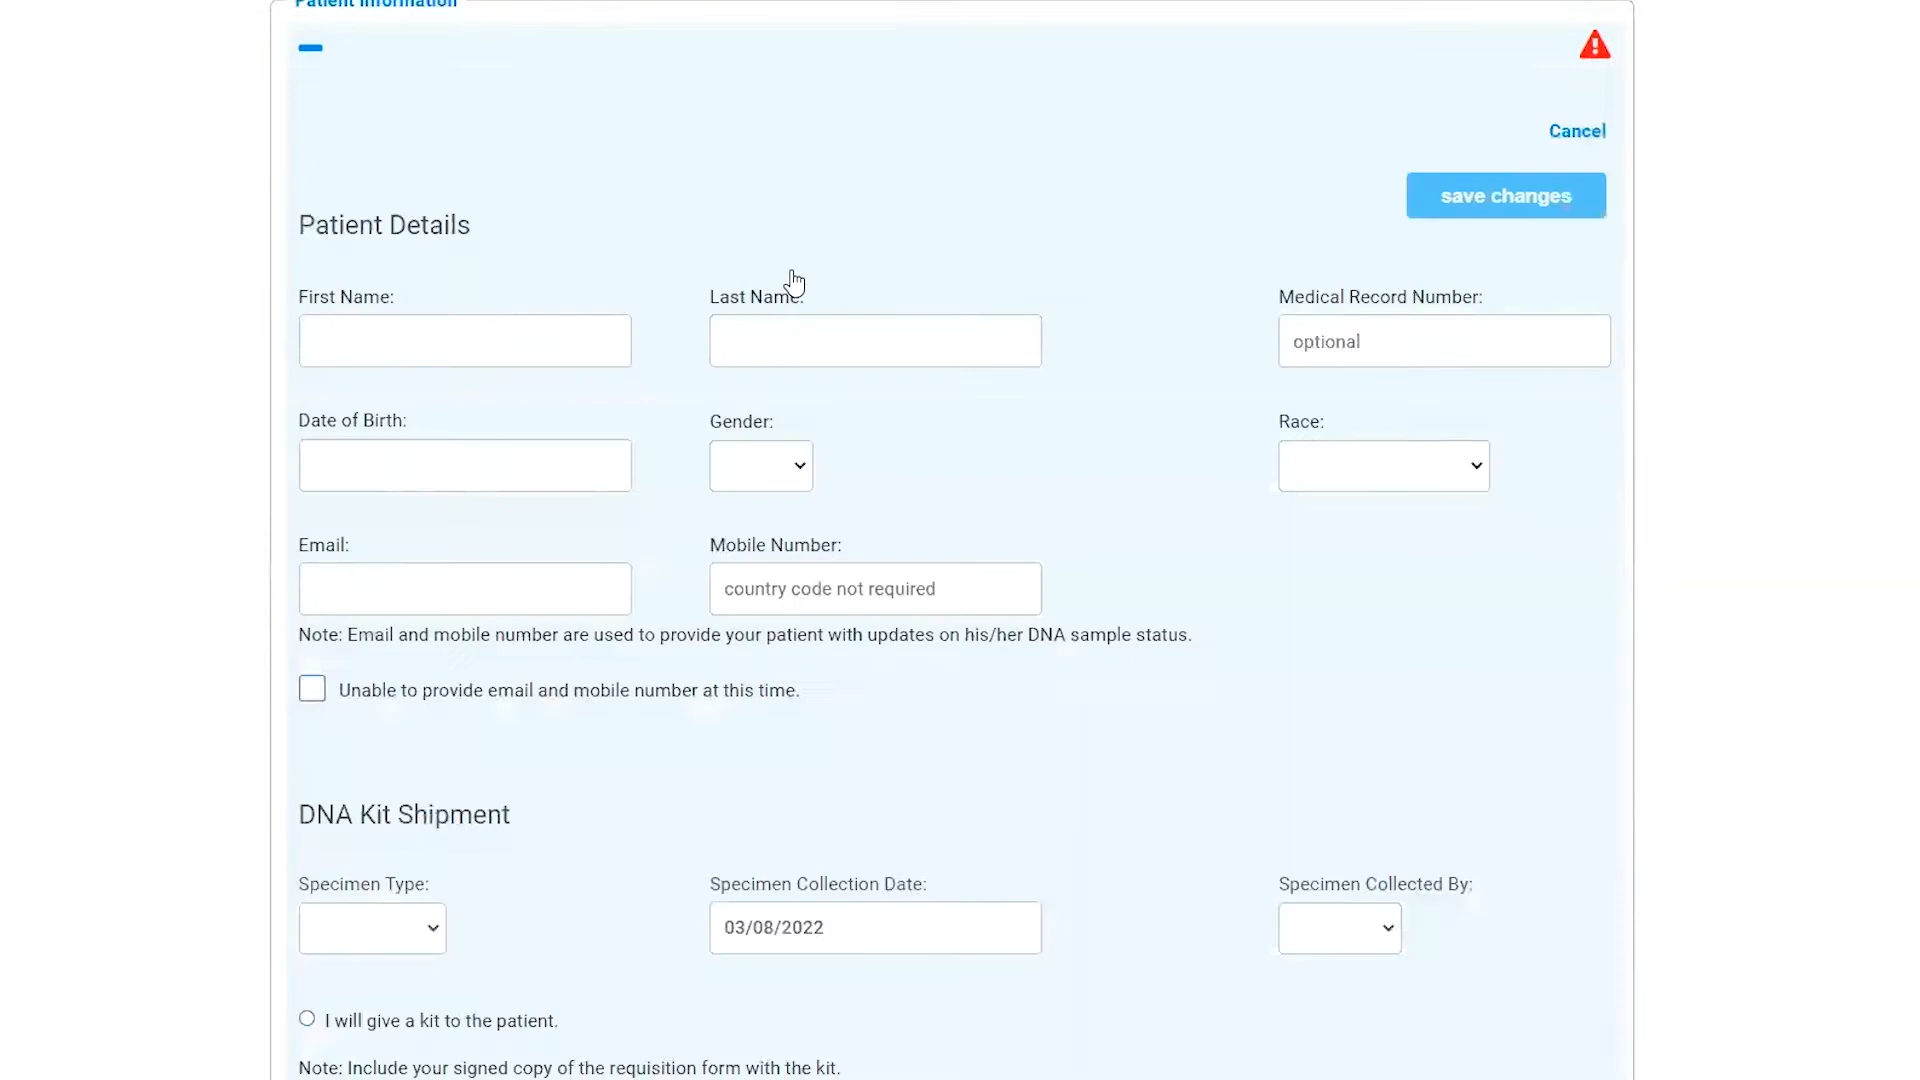 Patient Information
Cancel
save changes
Patient Details
First Name:
Last Name:
Medical Record Number:
optional
Date of Birth:
Gender:
Race:
Email:
Mobile Number:
country code not required
Note: Email and mobile number are used to provide your patient with updates on his/her DNA sample status.
Unable to provide email and mobile number at this time.
DNA Kit Shipment
Specimen Type:
Specimen Collection Date:
Specimen Collected By:
03/08/2022
I will give a kit to the patient.
Note: Include your signed copy of the requisition form with the kit.